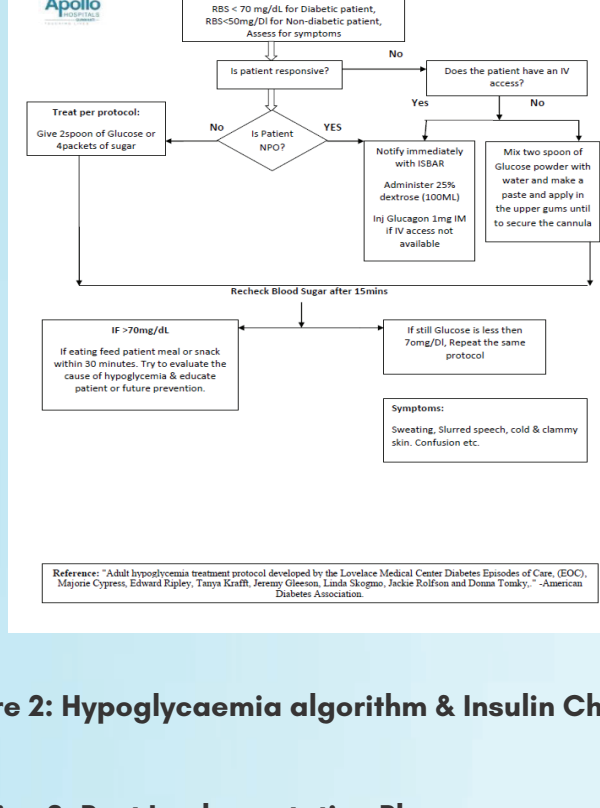 Apollo
HOSPITALS
RBS < 70 mg/dL for Diabetic patient,
RBS<50mg/Dl for Non-diabetic patient,
Assess for symptoms
Is patient responsive?
No
Does the patient have an IV
access?
Yes
No
Treat per protocol:
Give 2spoon of Glucose or
4packets of sugar
No
Is Patient
NPO?
YES
Notify immediately
with ISBAR
Administer 25%
dextrose (100ML)
Inj Glucagon 1mg IM
if IV access not
available
Mix two spoon of
Glucose powder with
water and make a
paste and apply in
the upper gums until
to secure the cannula
Recheck Blood Sugar after 15mins
IF >70mg/dL
If eating feed patient meal or snack
within 30 minutes. Try to evaluate the
cause of hypoglycemia & educate
patient or future prevention.
If still Glucose is less then
7omg/Dl, Repeat the same
protocol
Symptoms:
Sweating, Slurred speech, cold & clammy
skin. Confusion etc.
Reference: "Adult hypoglycemia treatment protocol developed by the Lovelace Medical Center Diabetes Episodes of Care, (EOC),
Majorie Cypress, Edward Ripley, Tanya Krafft, Jeremy Gleeson, Linda Skogmo, Jackie Rolfson and Donna Tomky,." -American
Diabetes Association.
re 2: Hypoglycaemia algorithm & Insulin Ch